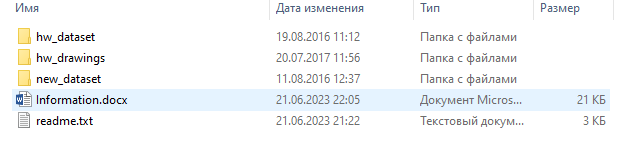 Имя Дата изменения Тип Размер
hw_dataset 19.08.2016 11:12 Папка с файлами
hw_drawings 20.07.2017 11:56 Папка с файлами
new_dataset 11.08.2016 12:37 Папка с файлами
Information.docx 21.06.2023 22:05 Документ Micros... 21 КБ
readme.txt 21.06.2023 21:22 Текстовый докум... 3 КБ